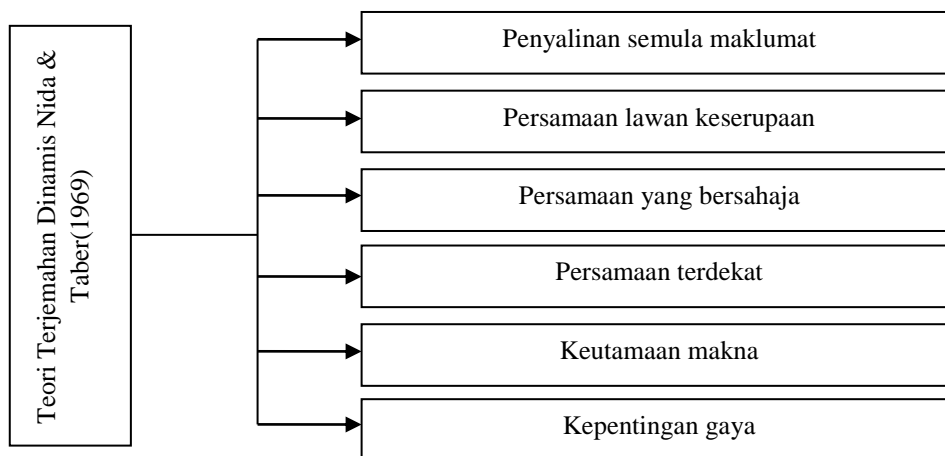 Teori Terjemahan Dinamis Nida &
Taber(1969)
Penyalinan semula maklumat
Persamaan lawan keserupaan
Persamaan yang bersahaja
Persamaan terdekat
Keutamaan makna
Kepentingan gaya